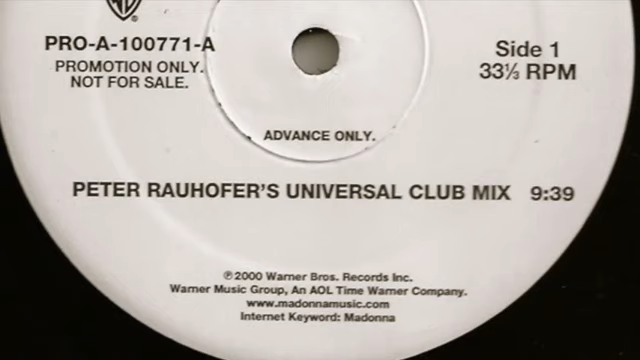 PRO-A-100771-A
PROMOTION ONLY.
NOT FOR SALE.
Side 1
33⅓ RPM
ADVANCE ONLY.
PETER RAUHOFER'S UNIVERSAL CLUB MIX 9:39
℗2000 Warner Bros. Records Inc.
Warner Music Group, An AOL Time Warner Company.
www.madonnamusic.com
Internet Keyword: Madonna